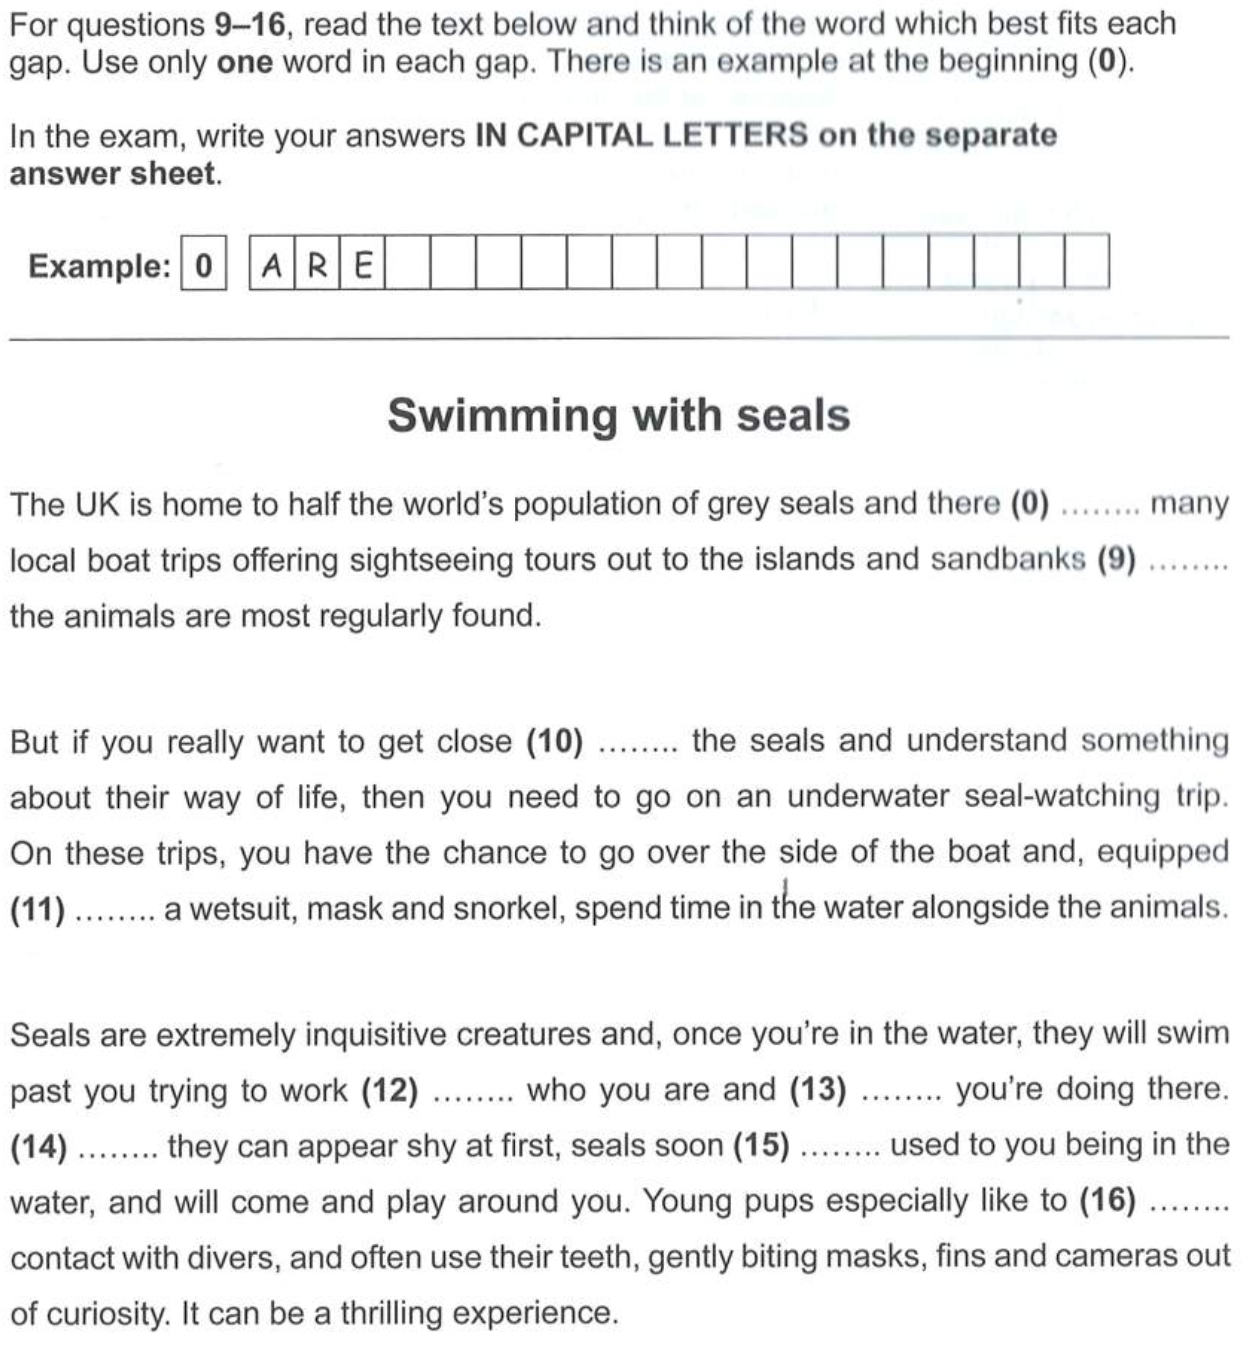 For questions 9–16, read the text below and think of the word which best fits each
gap. Use only one word in each gap. There is an example at the beginning (0).
In the exam, write your answers IN CAPITAL LETTERS on the separate
answer sheet.
Example: 0 ARE
Swimming with seals
The UK is home to half the world's population of grey seals and there (0) ........ many
local boat trips offering sightseeing tours out to the islands and sandbanks (9) ........
the animals are most regularly found.
But if you really want to get close (10) ........ the seals and understand something
about their way of life, then you need to go on an underwater seal-watching trip.
On these trips, you have the chance to go over the side of the boat and, equipped
(11) ........ a wetsuit, mask and snorkel, spend time in the water alongside the animals.
Seals are extremely inquisitive creatures and, once you're in the water, they will swim
past you trying to work (12) ........ who you are and (13) ........ you're doing there.
(14) ........ they can appear shy at first, seals soon (15) ........ used to you being in the
water, and will come and play around you. Young pups especially like to (16) ........
contact with divers, and often use their teeth, gently biting masks, fins and cameras out
of curiosity. It can be a thrilling experience.